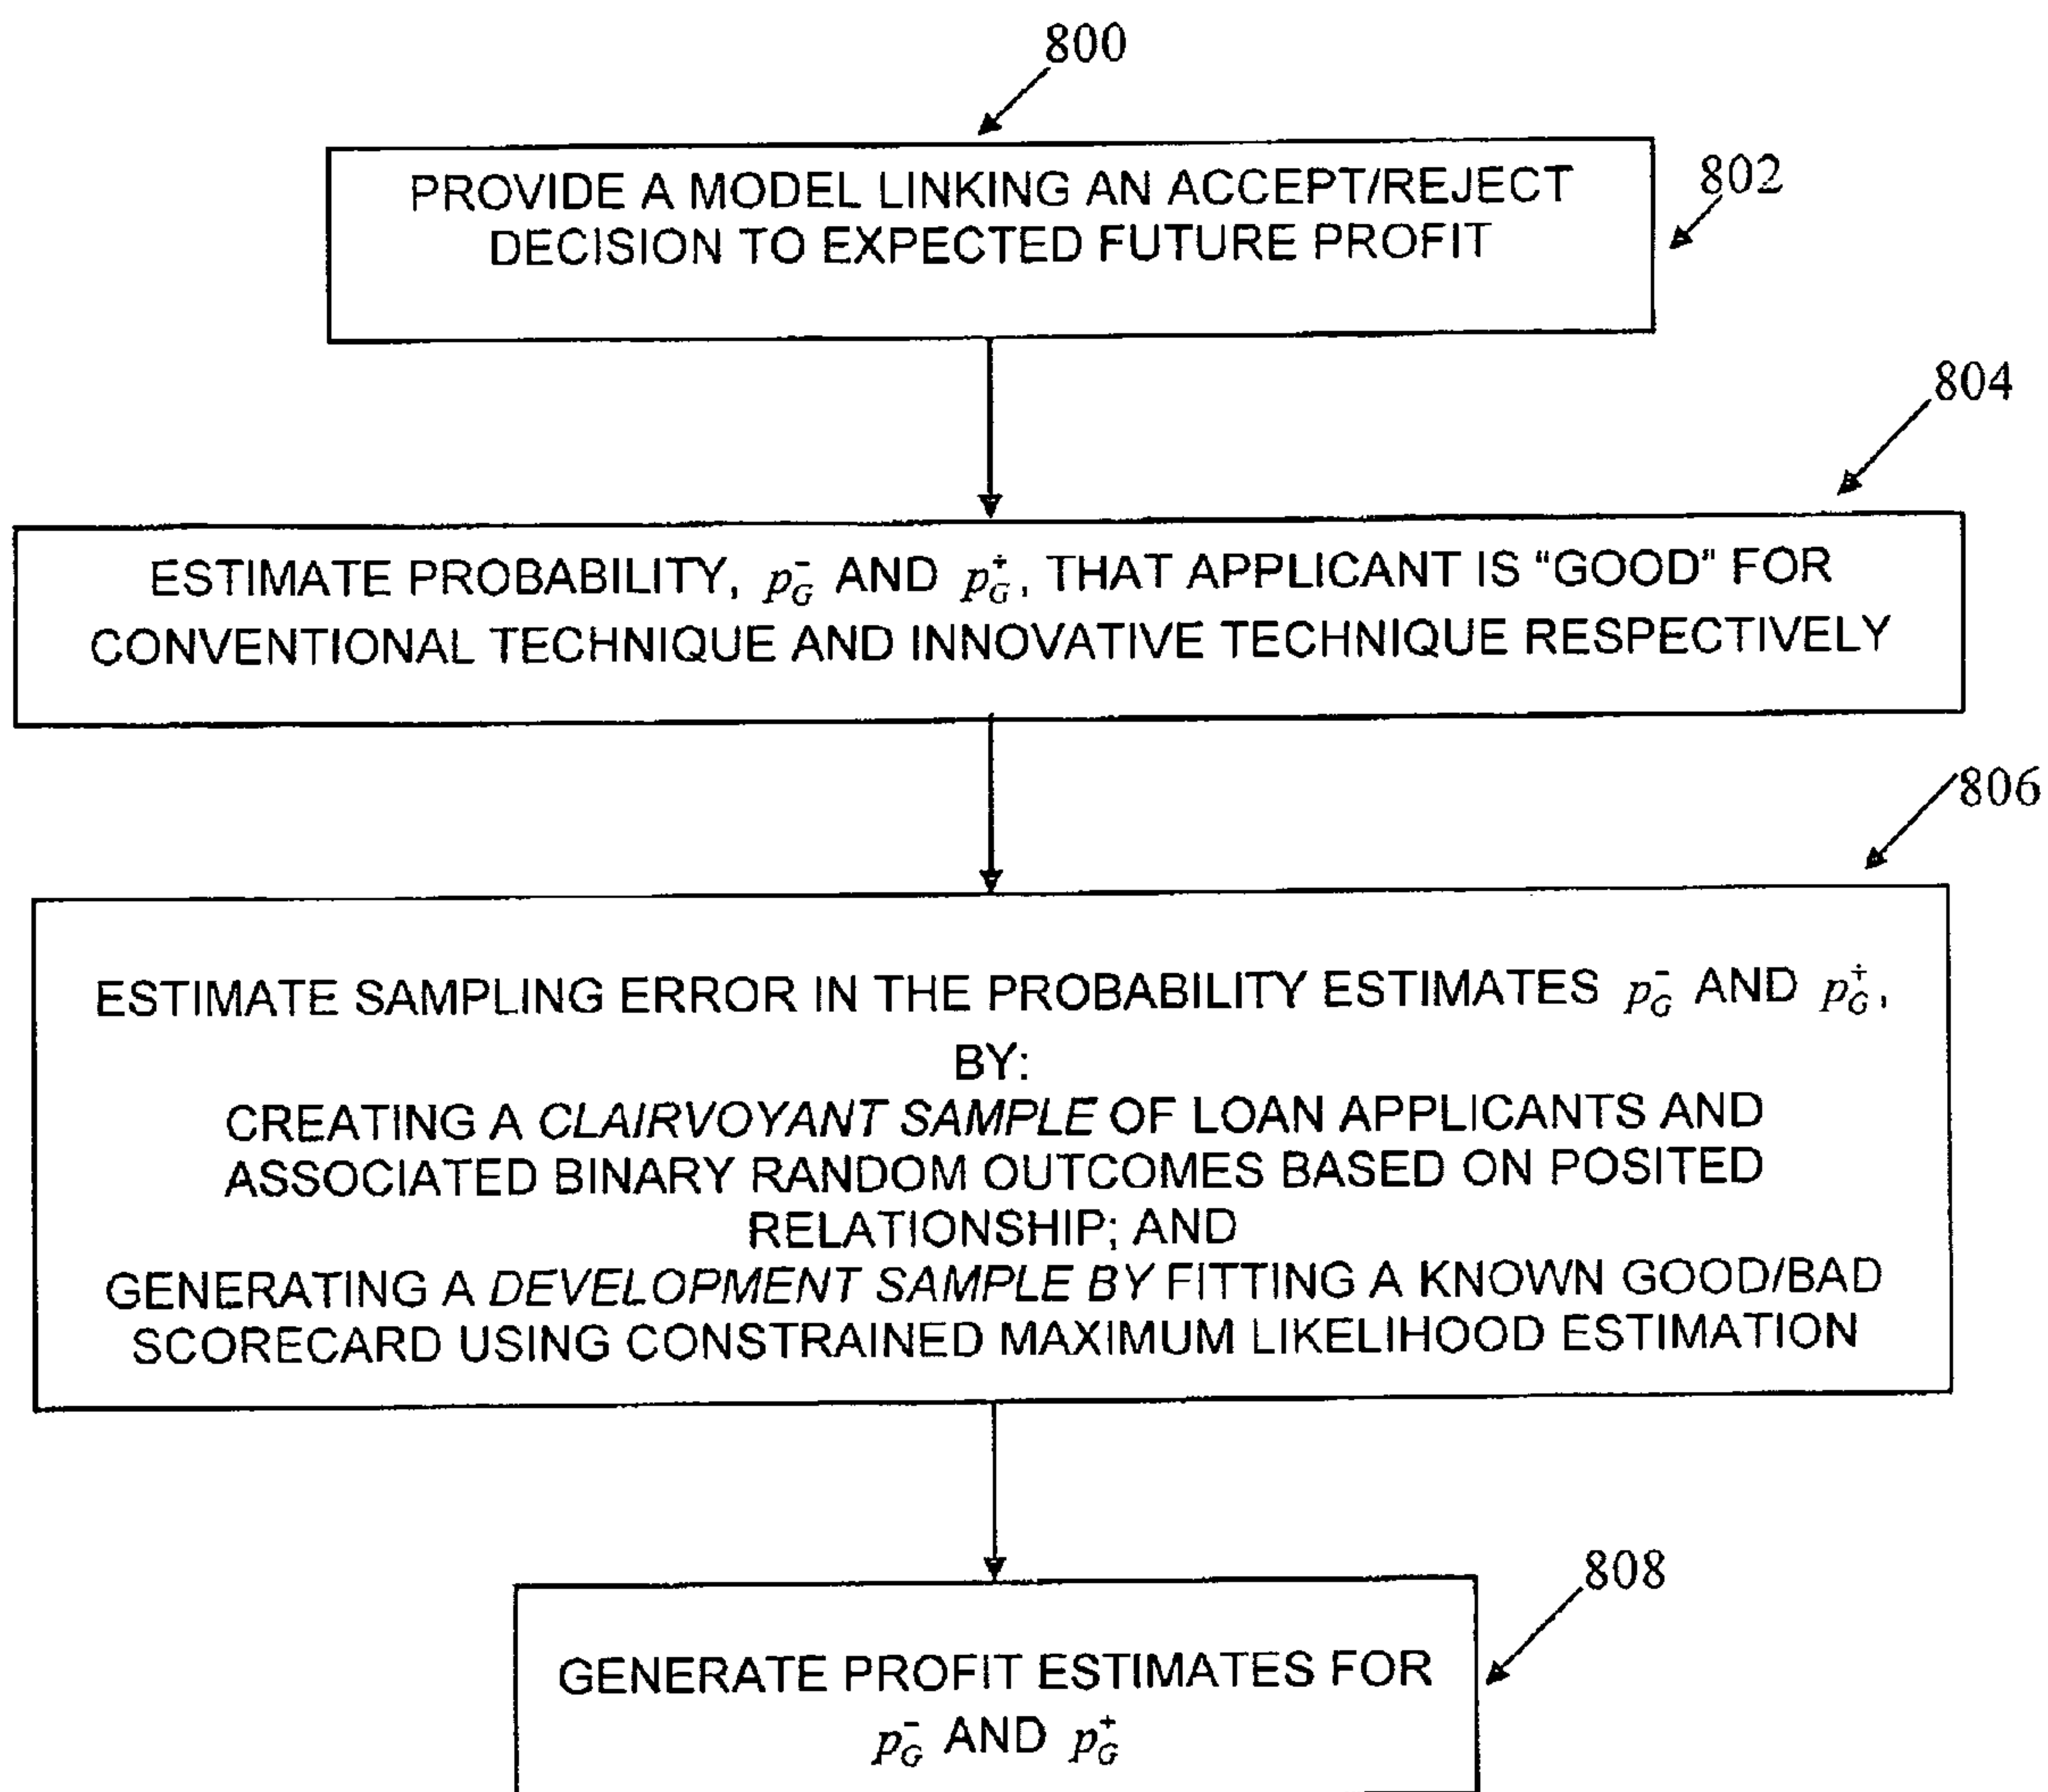 800
PROVIDE A MODEL LINKING AN ACCEPT/REJECT
DECISION TO EXPECTED FUTURE PROFIT
802
804
ESTIMATE PROBABILITY, p_G^- AND p_G^+, THAT APPLICANT IS “GOOD” FOR
CONVENTIONAL TECHNIQUE AND INNOVATIVE TECHNIQUE RESPECTIVELY
806
ESTIMATE SAMPLING ERROR IN THE PROBABILITY ESTIMATES p_G^- AND p_G^+,
BY:
CREATING A CLAIRVOYANT SAMPLE OF LOAN APPLICANTS AND
ASSOCIATED BINARY RANDOM OUTCOMES BASED ON POSITED
RELATIONSHIP; AND
GENERATING A DEVELOPMENT SAMPLE BY FITTING A KNOWN GOOD/BAD
SCORECARD USING CONSTRAINED MAXIMUM LIKELIHOOD ESTIMATION
808
GENERATE PROFIT ESTIMATES FOR
p_G^- AND p_G^+